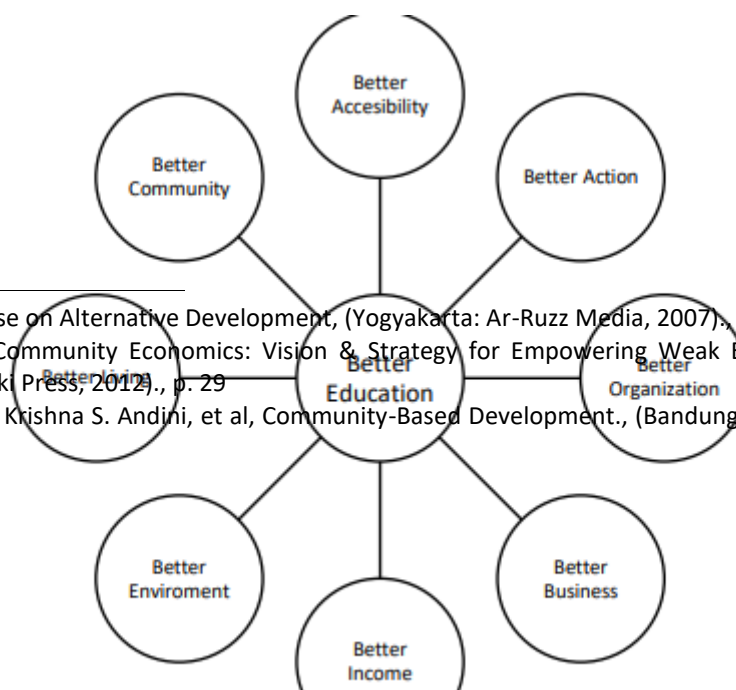 Better
Accesibility
Better
Community
Better Action
se on Alternative Development, (Yogyakarta: Ar-Ruzz Media, 2007).,
Community Economics: Vision & Strategy for Empowering Weak
ki Press, 2012)., p. 29
Krishna S. Andini, et al, Community-Based Development., (Bandung
Better Living
Better
Education
Better
Organization
Better
Enviroment
Better
Business
Better
Income